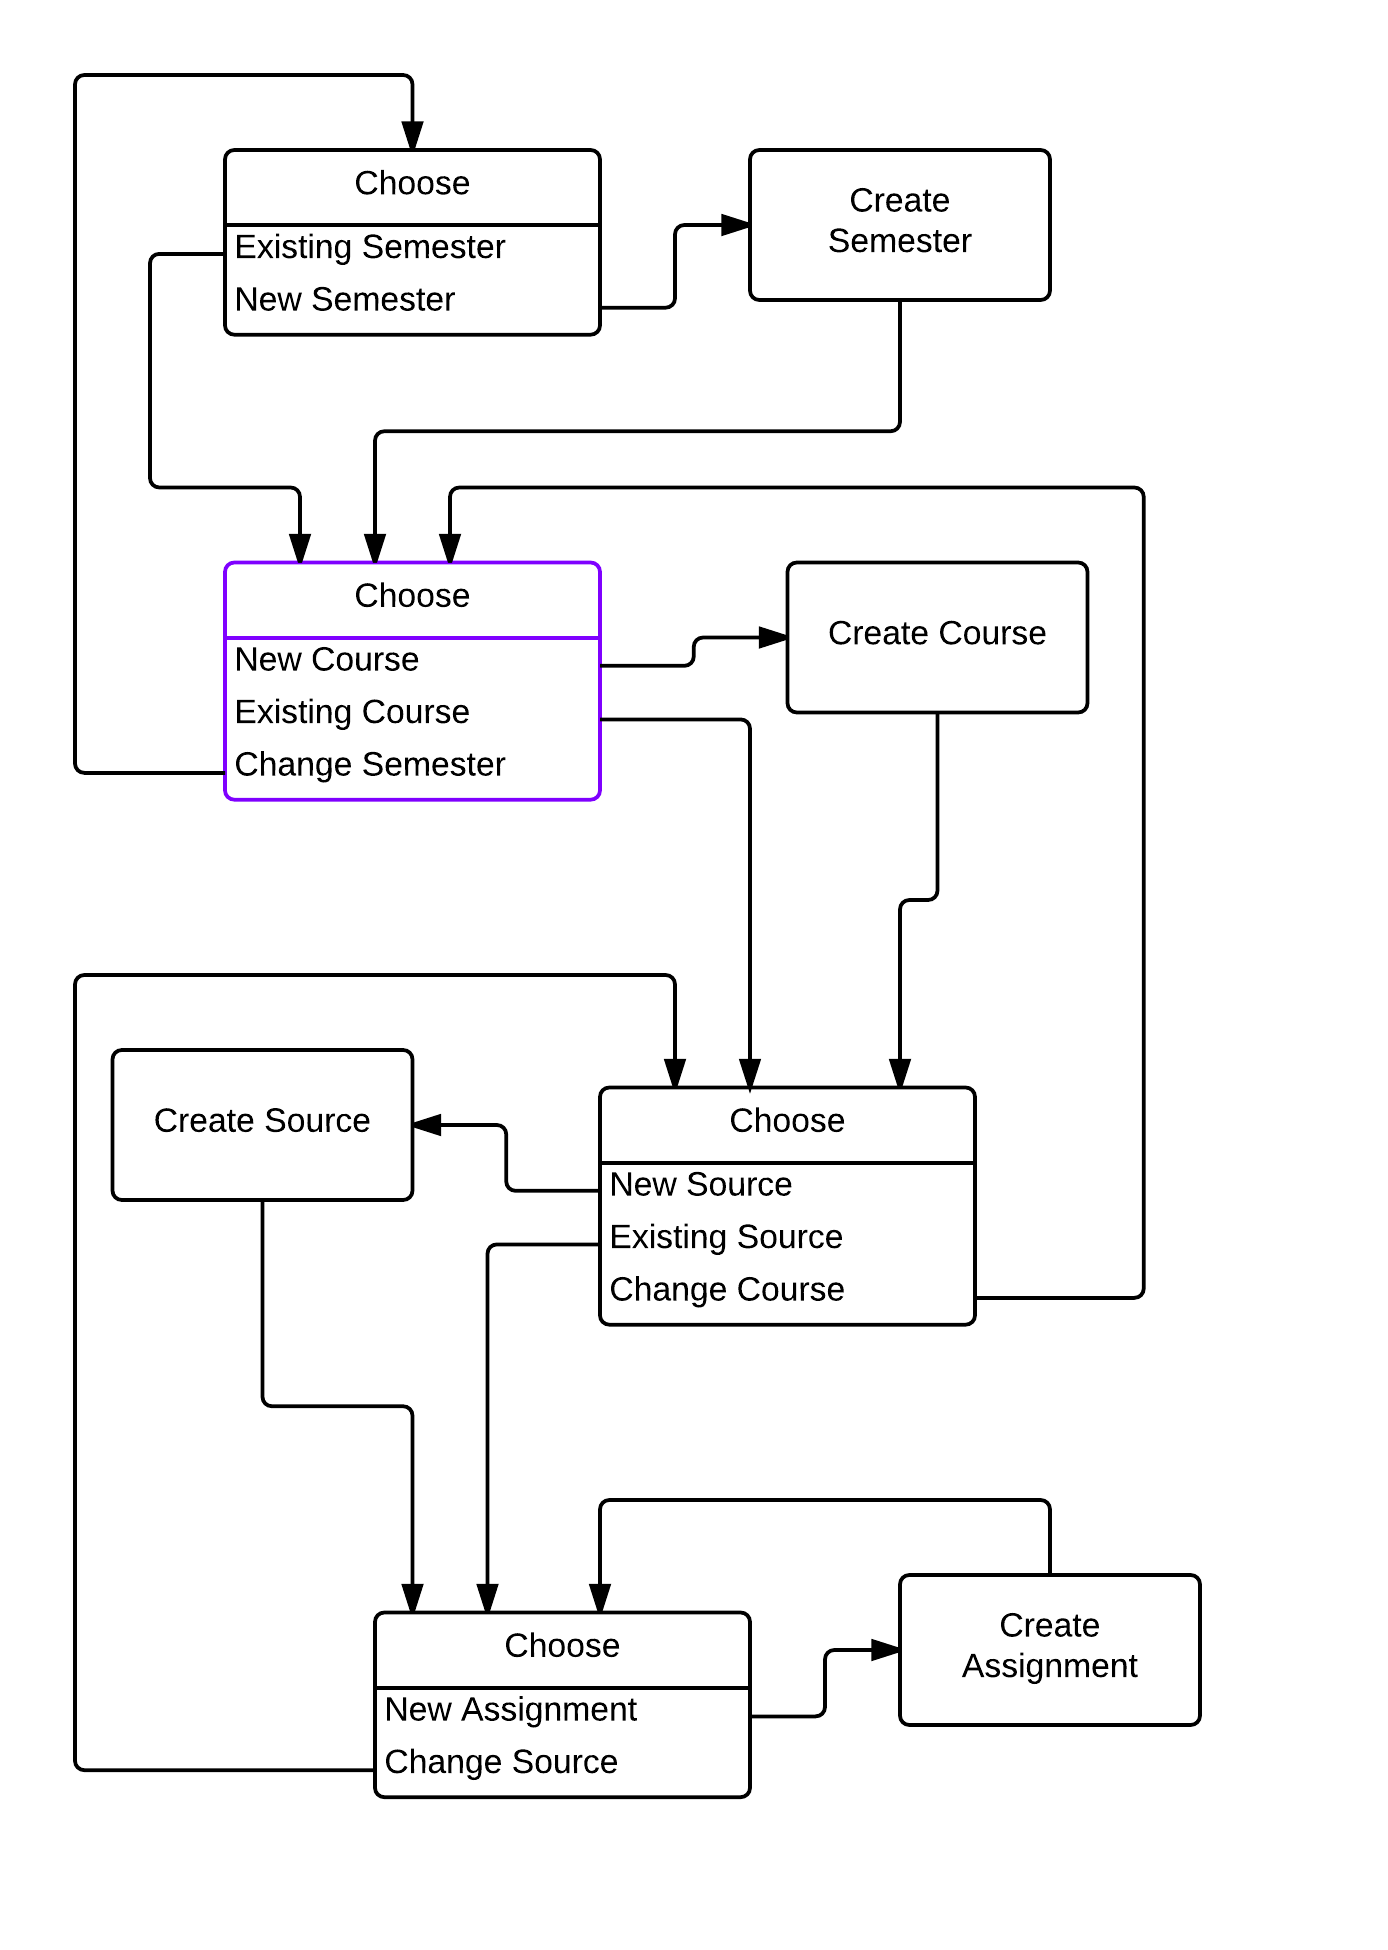 Choose
Existing Semester
New Semester
Create
Semester
Choose
New Course
Existing Course
Change Semester
Create Course
Create Source
Choose
New Source
Existing Source
Change Course
Choose
New Assignment
Change Source
Create
Assignment